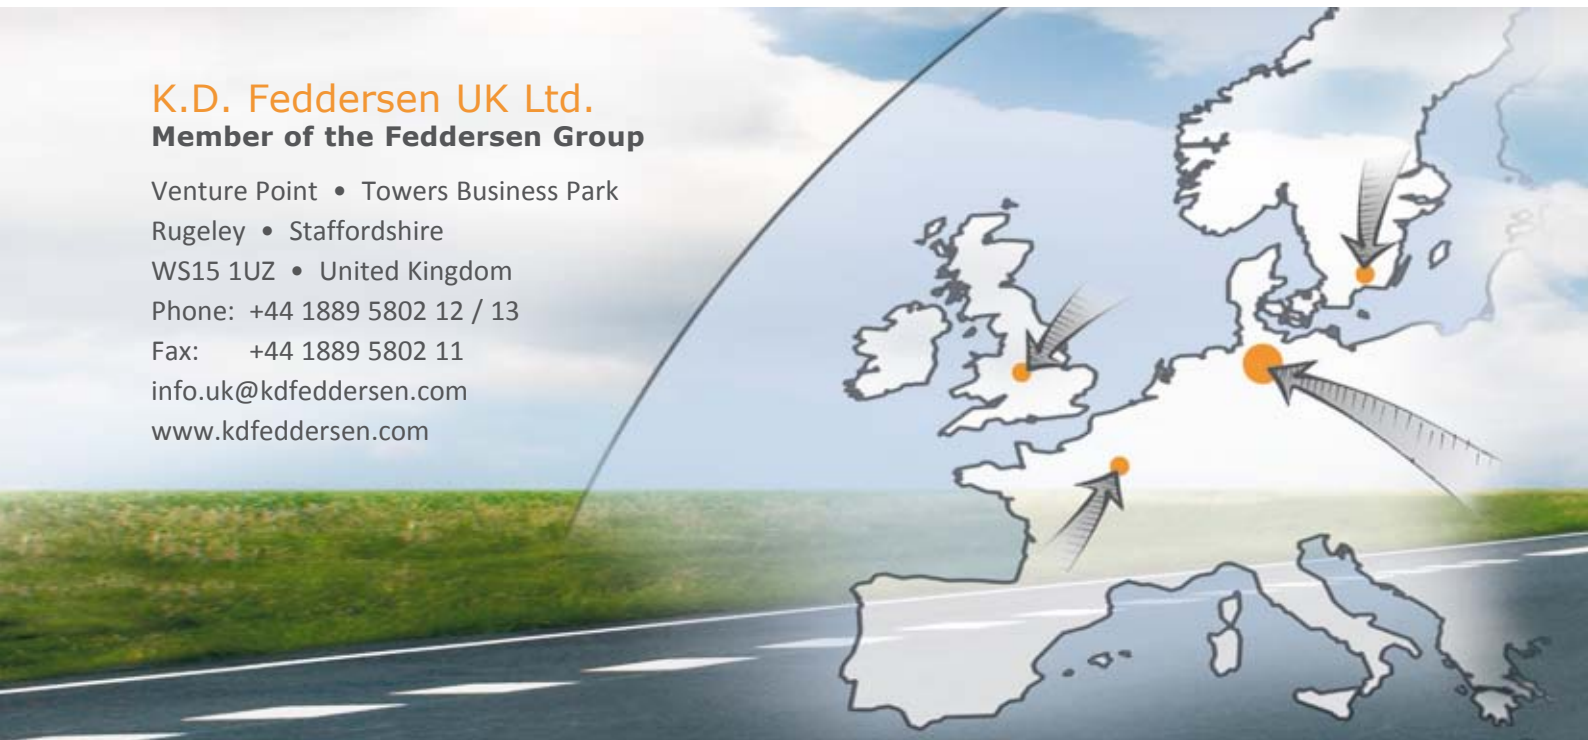 K.D. Feddersen UK Ltd.
Member of the Feddersen Group
Venture Point • Towers Business Park
Rugeley • Staffordshire
WS15 1UZ • United Kingdom
Phone: +44 1889 5802 12 / 13
Fax: +44 1889 5802 11
info.uk@kdfeddersen.com
www.kdfeddersen.com